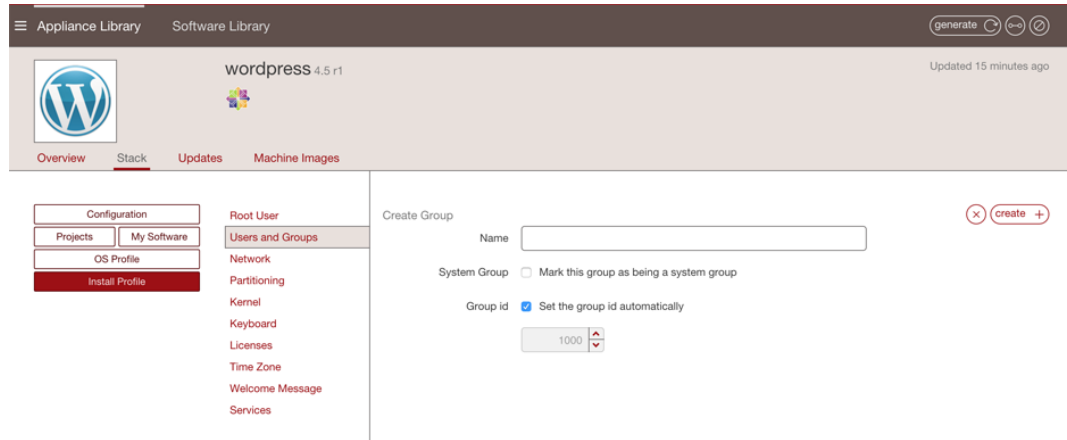 Appliance Library Software Library generate
wordpress 4.5 r1 Updated 15 minutes ago
Overview Stack Updates Machine Images
Configuration
Projects My Software
OS Profile
Install Profile
Root User
Users and Groups
Network
Partitioning
Kernel
Keyboard
Licenses
Time Zone
Welcome Message
Services
Create Group create +
Name
System Group Mark this group as being a system group
Group id Set the group id automatically
1000